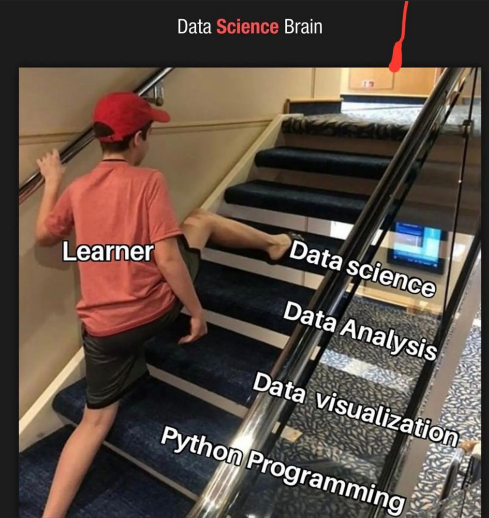 Data Science Brain
Learner
Data science
Data Analysis
Data visualization
Python Programming